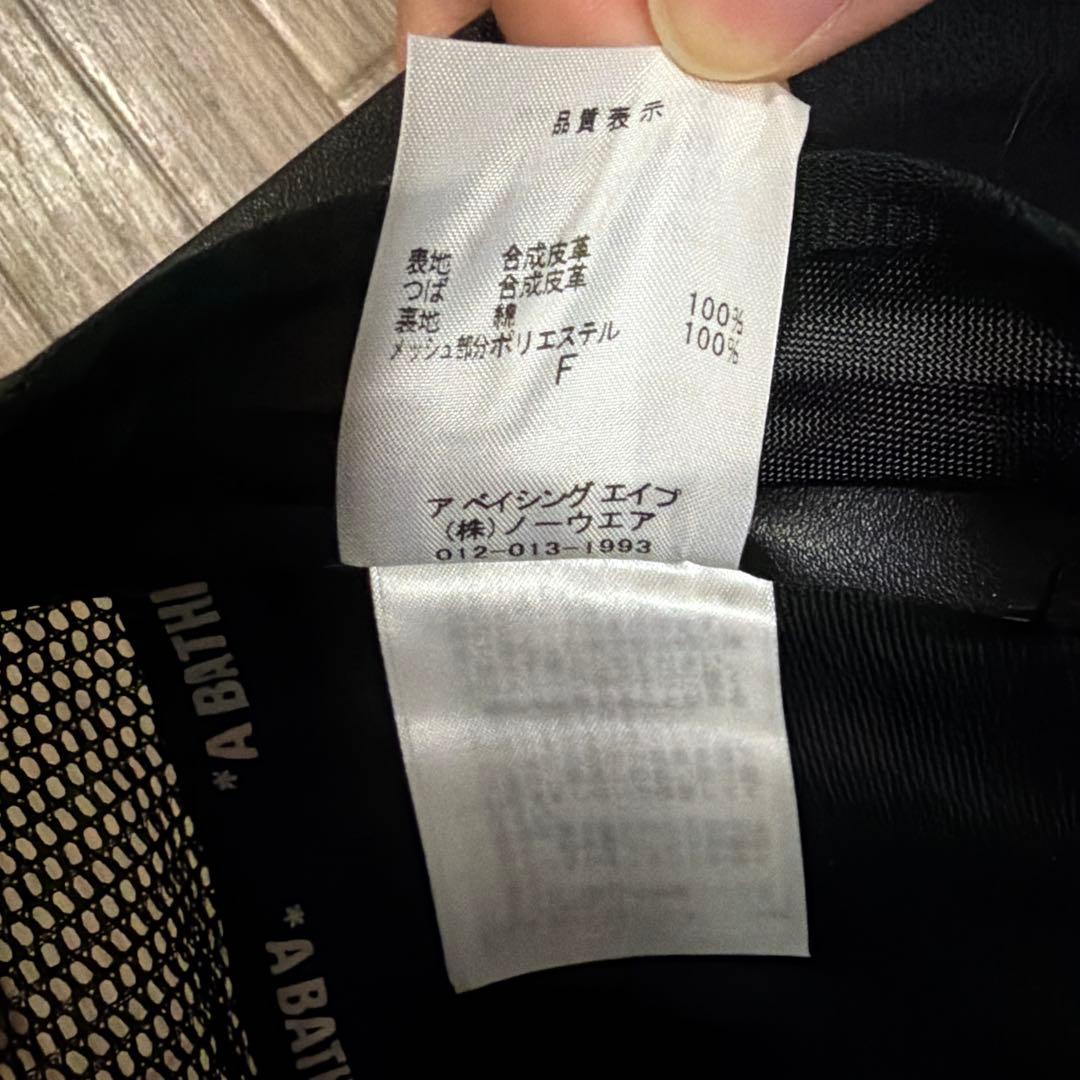 品質表示
表地 合成皮革
つば 合成皮革
裏地 綿 100%
メッシュ部分ポリエステル 100%
F
ア ベイシング エイプ
(株)ノーウエア
012-013-1993
*A BATHI
*A BATH